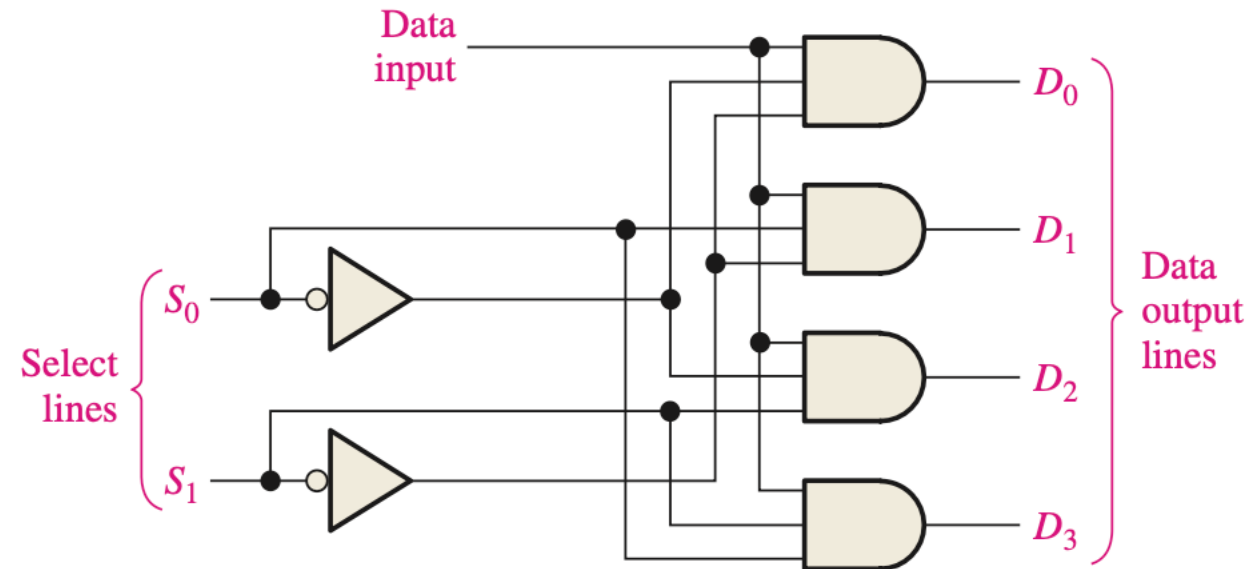 Data
input
D₀
D₁
S₀
Data
output
lines
Select
lines
D₂
S₁
D₃